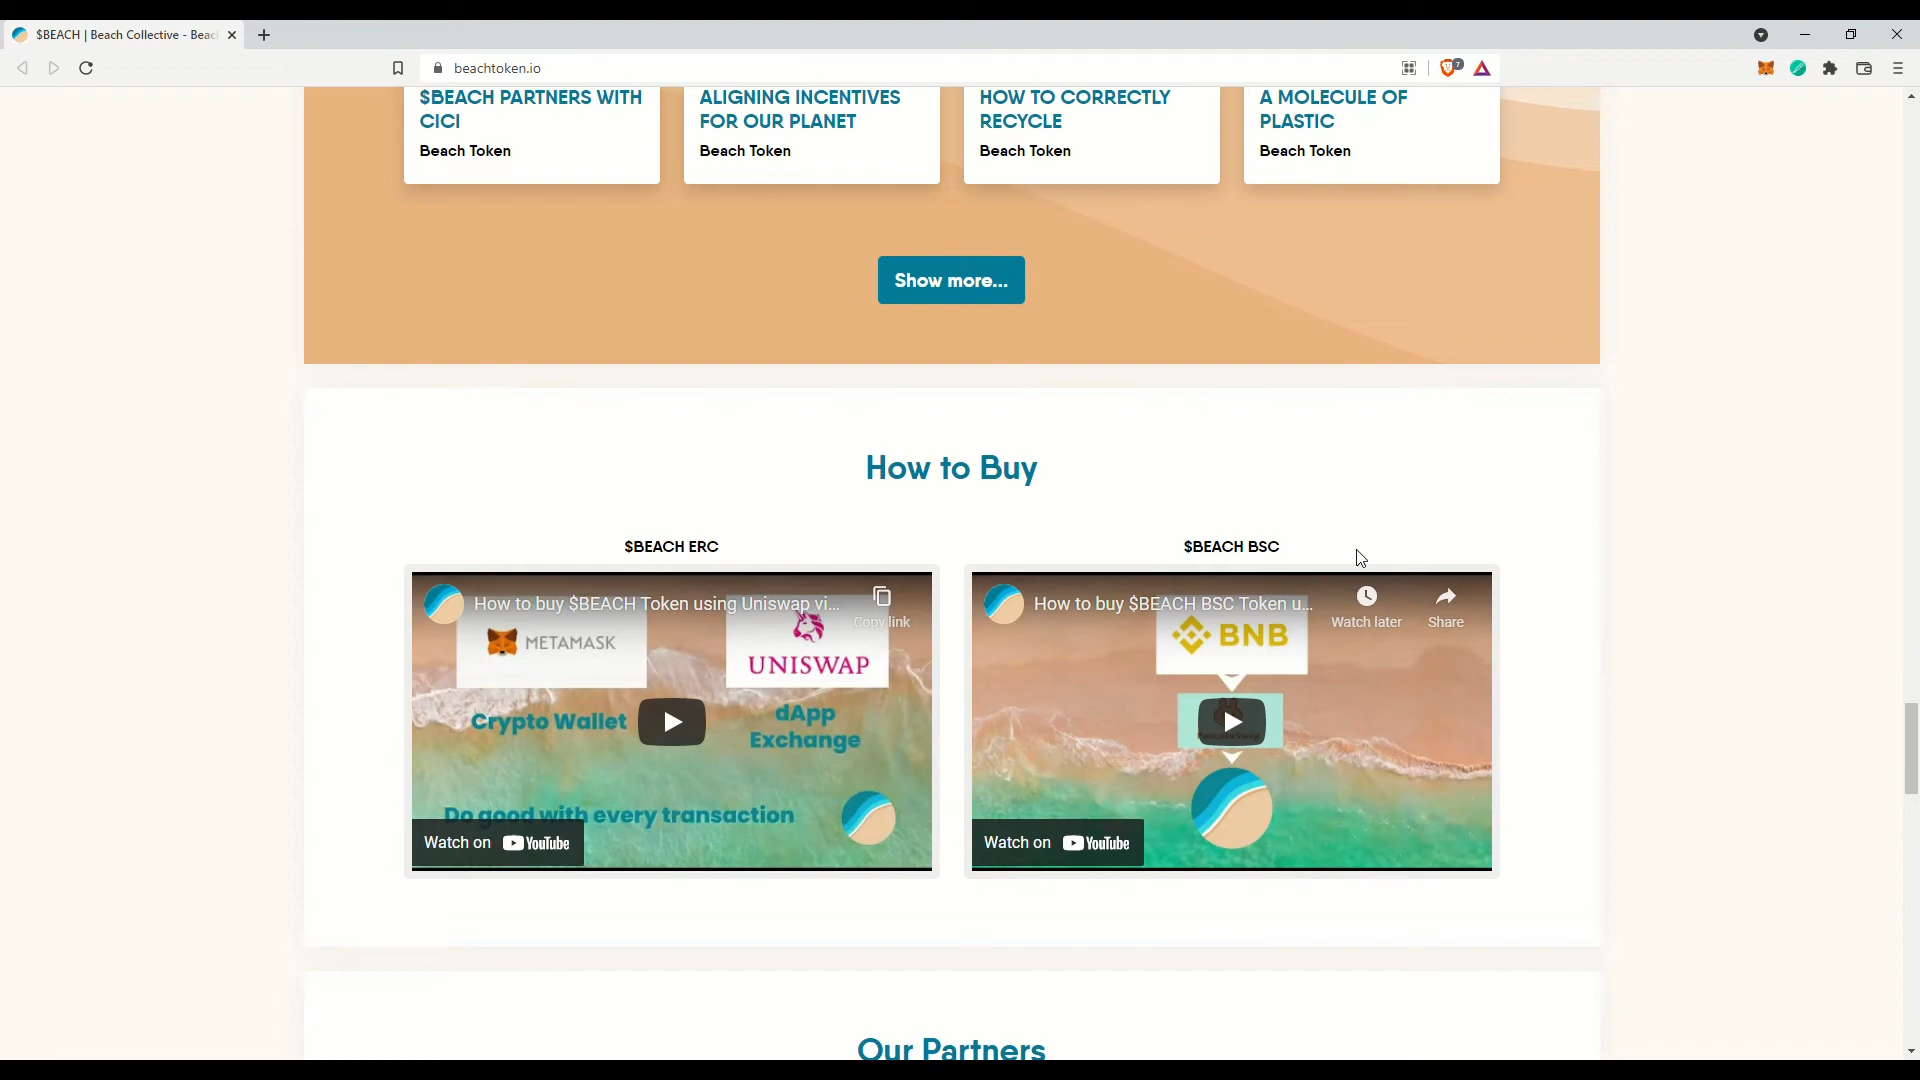 $BEACH | Beach Collective - Beac
beachtoken.io
7
$BEACH PARTNERS WITH
CICI
Beach Token
ALIGNING INCENTIVES
FOR OUR PLANET
Beach Token
HOW TO CORRECTLY
RECYCLE
Beach Token
A MOLECULE OF
PLASTIC
Beach Token
Show more...
How to Buy
$BEACH ERC
How to buy $BEACH Token using Uniswap vi...
Copy link
METAMASK
UNISWAP
Crypto Wallet
dApp
Exchange
Do good with every transaction
Watch on YouTube
$BEACH BSC
How to buy $BEACH BSC Token u...
Watch later
Share
BNB
PancakeSwap
Watch on YouTube
Our Partners